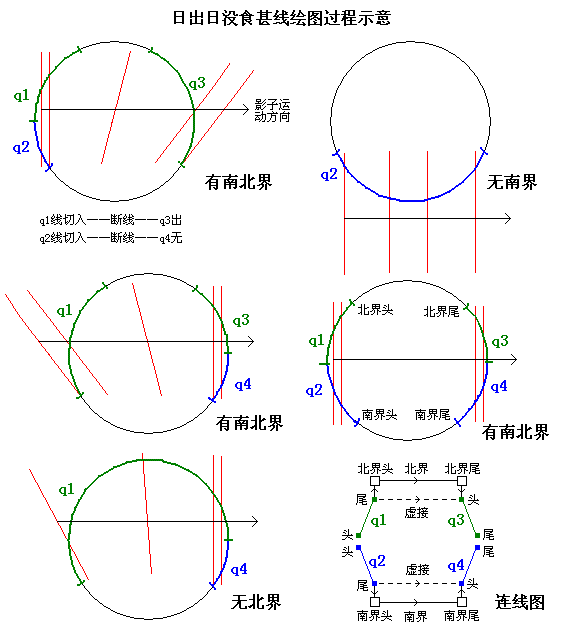 日出日没食甚线绘图过程示意
q1
q2
q3
影子运
动方向
有南北界
q1线切入——断线——q3出
q2线切入——断线——q4无
q2
无南界
q1
q3
q4
有南北界
北界头
北界尾
q1
q3
q2
q4
南界头
南界尾
有南北界
q1
q4
无北界
北界头
北界
北界尾
尾
头
虚接
q1
q3
头
尾
头
尾
q2
q4
虚接
尾
头
南界头
南界
南界尾
连线图